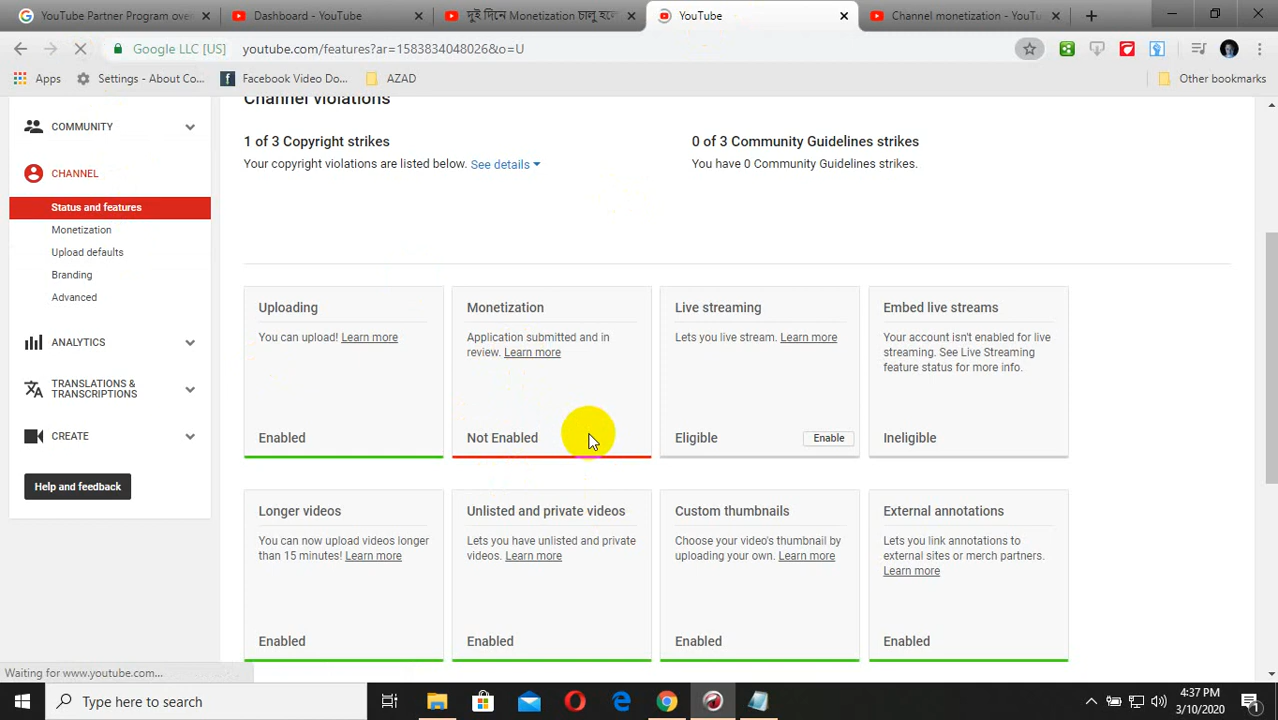 YouTube Partner Program over
Dashboard - YouTube
দুই দিনে Monetization চালু হলে
YouTube
Channel monetization - YouTu
Google LLC [US] youtube.com/features?ar=1583834048026&o=U
Apps
Settings - About Co...
Facebook Video Do...
AZAD
Other bookmarks
COMMUNITY
CHANNEL
Status and features
Monetization
Upload defaults
Branding
Advanced
ANALYTICS
TRANSLATIONS &
TRANSCRIPTIONS
CREATE
Help and feedback
Channel violations
1 of 3 Copyright strikes
Your copyright violations are listed below. See details
0 of 3 Community Guidelines strikes
You have 0 Community Guidelines strikes.
Uploading
You can upload! Learn more
Enabled
Monetization
Application submitted and in
review. Learn more
Not Enabled
Live streaming
Lets you live stream. Learn more
Eligible
Enable
Embed live streams
Your account isn't enabled for live
streaming. See Live Streaming
feature status for more info.
Ineligible
Longer videos
You can now upload videos longer
than 15 minutes! Learn more
Enabled
Unlisted and private videos
Lets you have unlisted and private
videos. Learn more
Enabled
Custom thumbnails
Choose your video's thumbnail by
uploading your own. Learn more
Enabled
External annotations
Lets you link annotations to
external sites or merch partners.
Learn more
Enabled
Waiting for www.youtube.com...
Type here to search
4:37 PM
3/10/2020